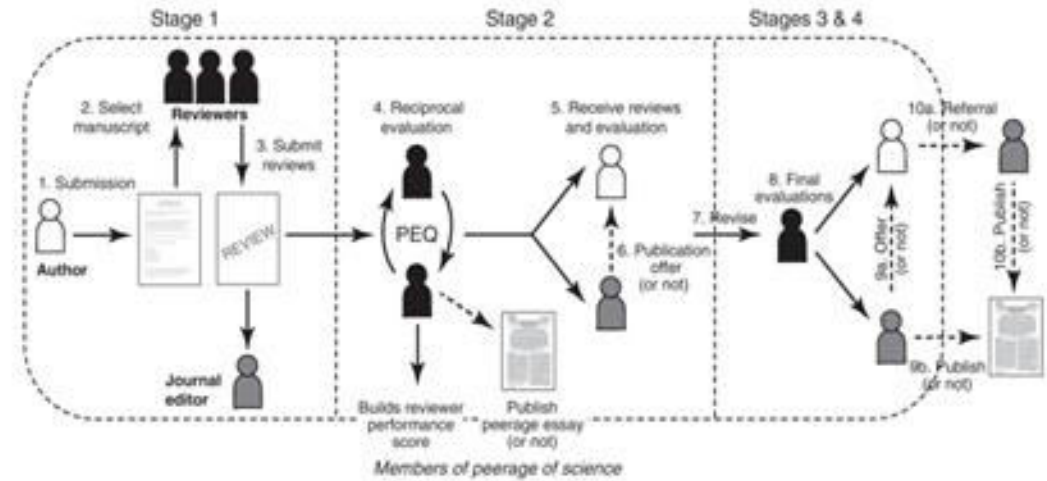 Stage 1
Stage 2
Stages 3 & 4
Reviewers
2. Select
manuscript
3. Submit
reviews
1. Submission
REVIEW
Author
Journal
editor
4. Reciprocal
evaluation
PEQ
5. Receive reviews
and evaluation
6. Publication
offer
(or not)
Builds reviewer
performance
score
Publish
peerage essay
(or not)
7. Revise
8. Final
evaluations
9a. Offer
(or not)
10a. Referral
(or not)
10b. Publish
(or not)
9b. Publish
(or not)
Members of peerage of science